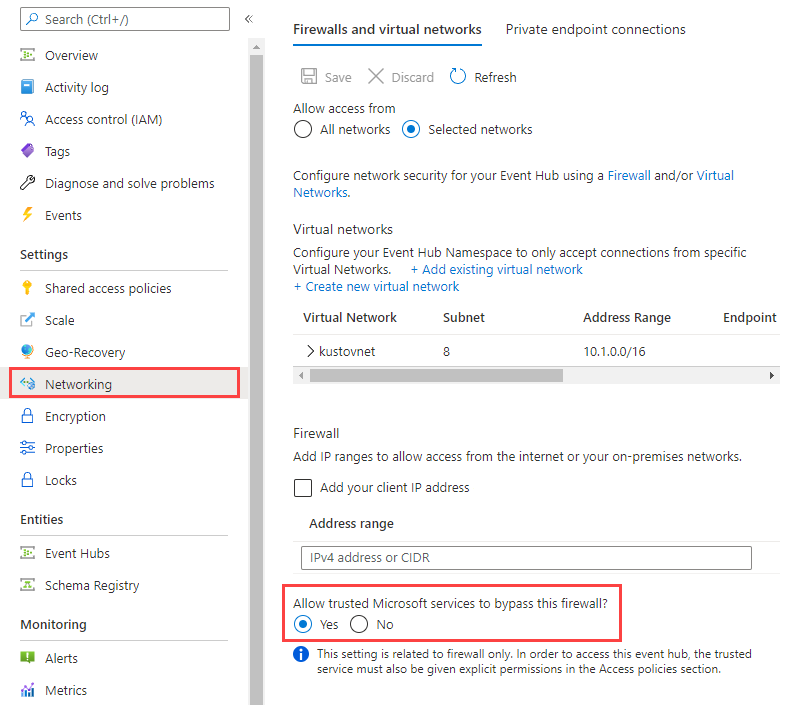 Search (Ctrl+/)
«
Overview
Activity log
Access control (IAM)
Tags
Diagnose and solve problems
Events
Settings
Shared access policies
Scale
Geo-Recovery
Networking
Encryption
Properties
Locks
Entities
Event Hubs
Schema Registry
Monitoring
Alerts
Metrics
Firewalls and virtual networks Private endpoint connections
Save Discard Refresh
Allow access from
All networks Selected networks
Configure network security for your Event Hub using a Firewall and/or Virtual
Networks.
Virtual networks
Configure your Event Hub Namespace to only accept connections from specific
Virtual Networks. + Add existing virtual network
+ Create new virtual network
Virtual Network Subnet Address Range Endpoint
kustovnet 8 10.1.0.0/16
Firewall
Add IP ranges to allow access from the internet or your on-premises networks.
Add your client IP address
Address range
IPv4 address or CIDR
Allow trusted Microsoft services to bypass this firewall?
Yes No
This setting is related to firewall only. In order to access this event hub, the trusted
service must also be given explicit permissions in the Access policies section.